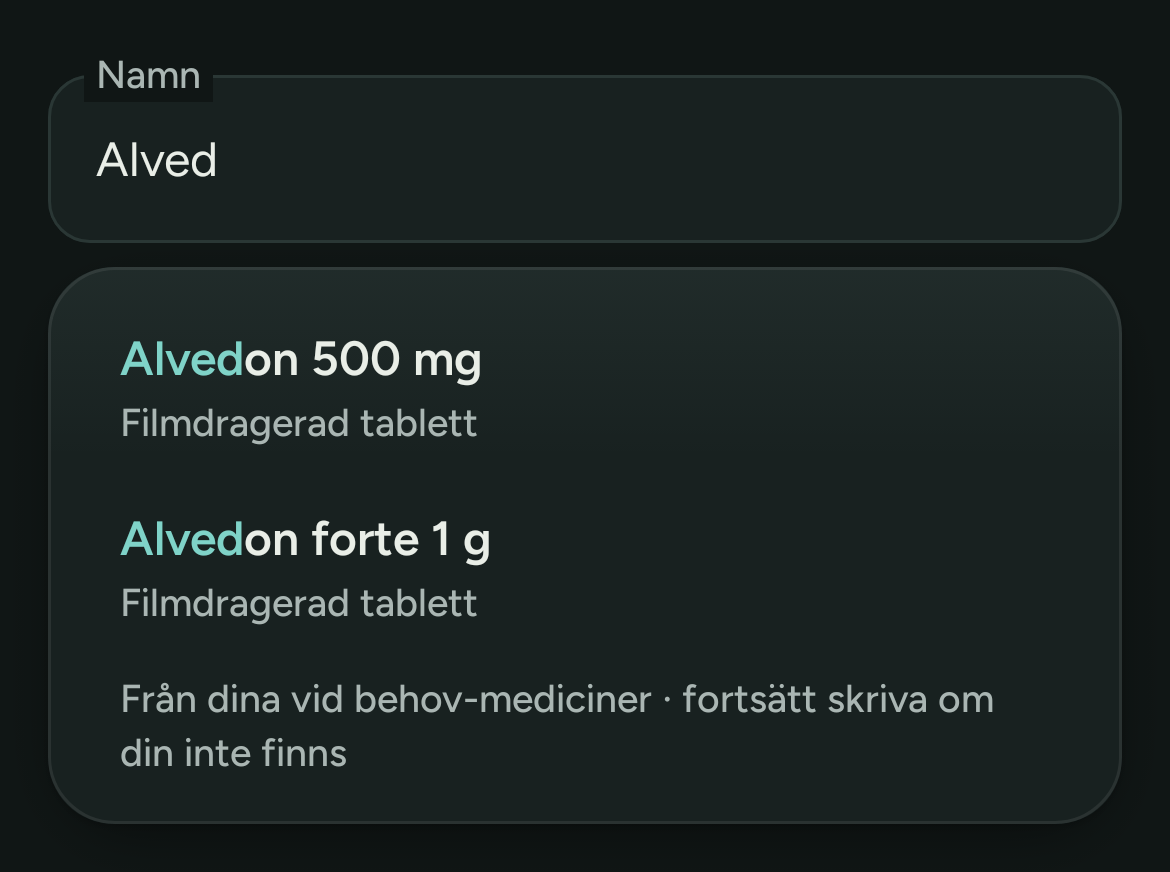 Namn
Alved
Alvedon 500 mg
Filmdragerad tablett
Alvedon forte 1 g
Filmdragerad tablett
Från dina vid behov-mediciner · fortsätt skriva om
din inte finns